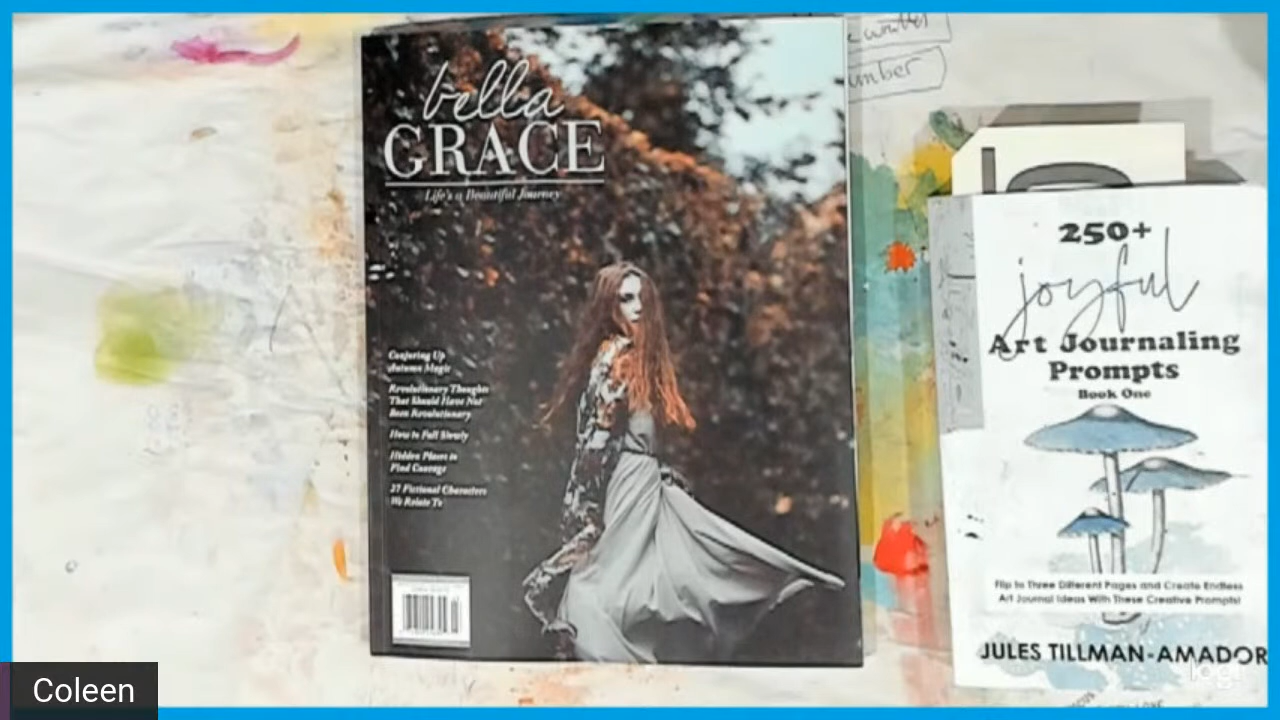 bella
GRACE
Life's a Beautiful Journey
Conjuring Up
Autumn Magic
Revolutionary Thoughts
That Should Have Not
Been Revolutionary
How to Fall Slowly
Hidden Places to
Find Courage
37 Fictional Characters
We Relate To
number
250+
joyful
Art Journaling
Prompts
Book One
Flip to Three Different Pages and Create Endless
Art Journal Ideas With These Creative Prompts!
JULES TILLMAN-AMADOR
logi
Coleen